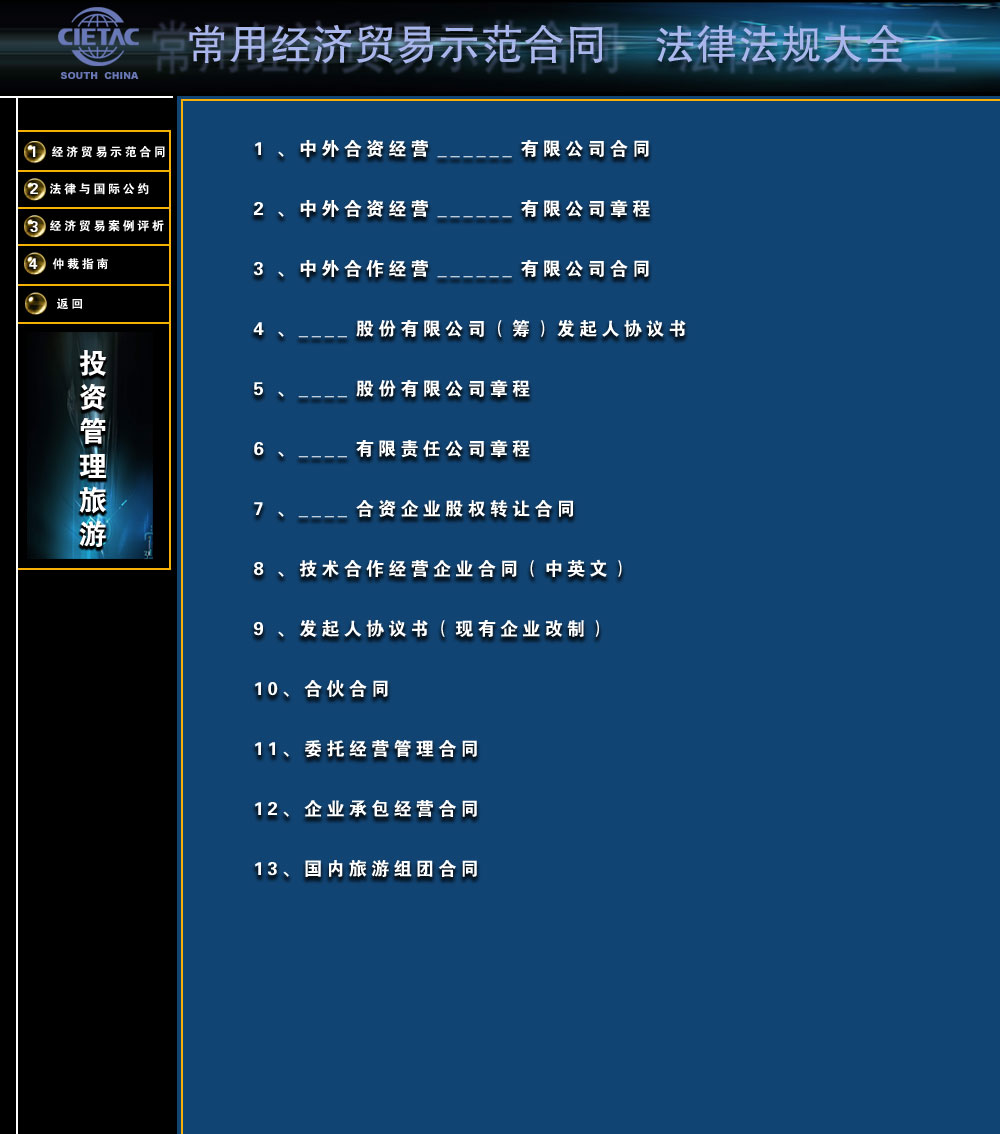 CIETAC
SOUTH CHINA
常用经济贸易示范合同 法律法规大全
1 经济贸易示范合同
2 法律与国际公约
3 经济贸易案例评析
4 仲裁指南
返回
投资管理旅游
1 、中外合资经营 ______ 有限公司合同
2 、中外合资经营 ______ 有限公司章程
3 、中外合作经营 ______ 有限公司合同
4 、____ 股份有限公司（筹）发起人协议书
5 、____ 股份有限公司章程
6 、____ 有限责任公司章程
7 、____ 合资企业股权转让合同
8 、技术合作经营企业合同（中英文）
9 、发起人协议书（现有企业改制）
10、合伙合同
11、委托经营管理合同
12、企业承包经营合同
13、国内旅游组团合同